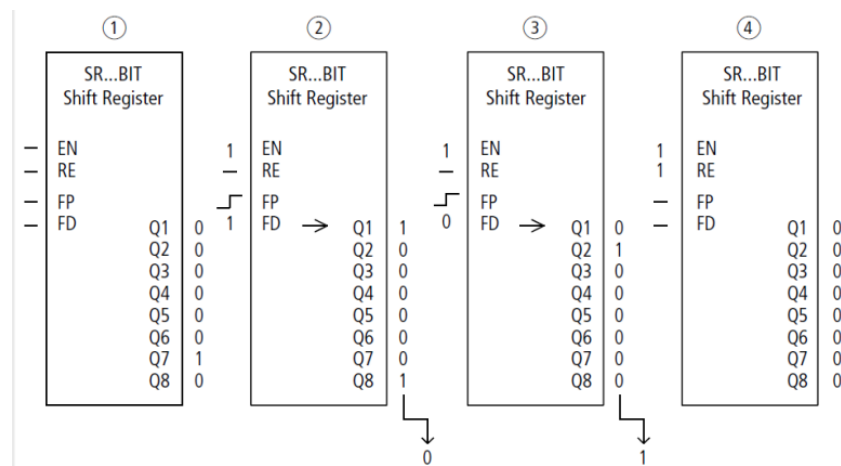 ①
SR...BIT
Shift Register
– EN
– RE
– FP
– FD
Q1 0
Q2 0
Q3 0
Q4 0
Q5 0
Q6 0
Q7 1
Q8 0
②
SR...BIT
Shift Register
1 EN
– RE
FP
1 FD → Q1 1
Q2 0
Q3 0
Q4 0
Q5 0
Q6 0
Q7 0
Q8 1
0
③
SR...BIT
Shift Register
1 EN
– RE
FP
0 FD → Q1 0
Q2 1
Q3 0
Q4 0
Q5 0
Q6 0
Q7 0
Q8 0
1
④
SR...BIT
Shift Register
1 EN
1 RE
– FP
– FD
Q1 0
Q2 0
Q3 0
Q4 0
Q5 0
Q6 0
Q7 0
Q8 0